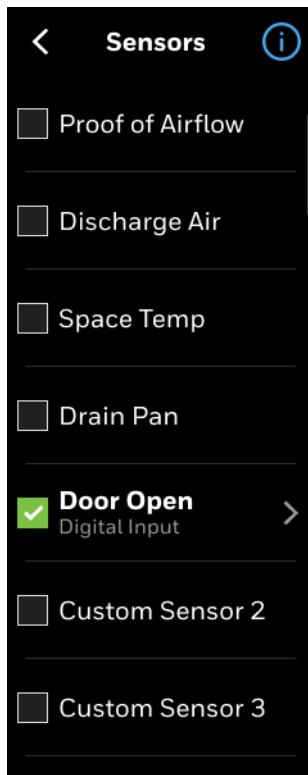 Sensors
Proof of Airflow
Discharge Air
Space Temp
Drain Pan
Door Open
Digital Input
Custom Sensor 2
Custom Sensor 3